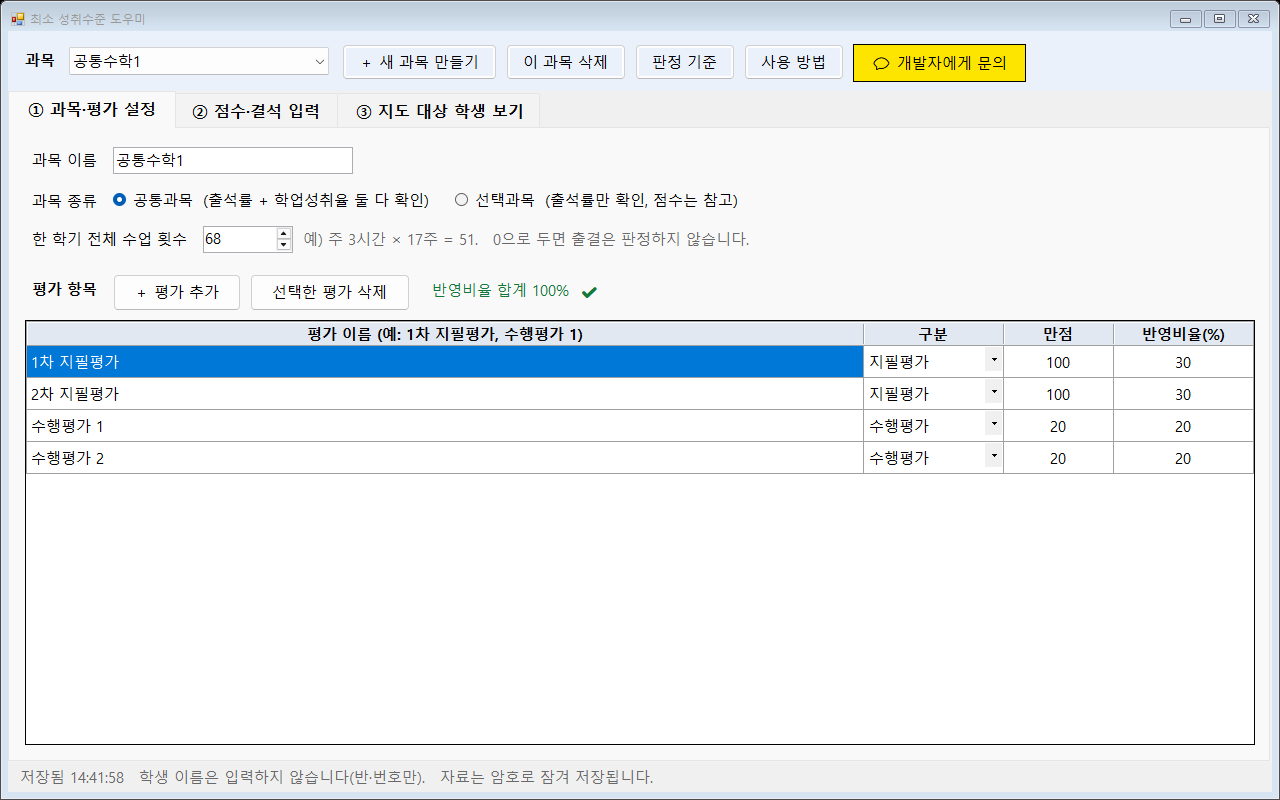 최소 성취수준 도우미
과목 공통수학1 + 새 과목 만들기 이 과목 삭제 판정 기준 사용 방법 개발자에게 문의
① 과목·평가 설정 ② 점수·결석 입력 ③ 지도 대상 학생 보기
과목 이름 공통수학1
과목 종류 공통과목 (출석률 + 학업성취율 둘 다 확인) 선택과목 (출석률만 확인, 점수는 참고)
한 학기 전체 수업 횟수 68 예) 주 3시간 × 17주 = 51. 0으로 두면 출결은 판정하지 않습니다.
평가 항목 + 평가 추가 선택한 평가 삭제 반영비율 합계 100% ✔
평가 이름 (예: 1차 지필평가, 수행평가 1) 구분 만점 반영비율(%)
1차 지필평가 지필평가 100 30
2차 지필평가 지필평가 100 30
수행평가 1 수행평가 20 20
수행평가 2 수행평가 20 20
저장됨 14:41:58 학생 이름은 입력하지 않습니다(반·번호만). 자료는 암호로 잠겨 저장됩니다.